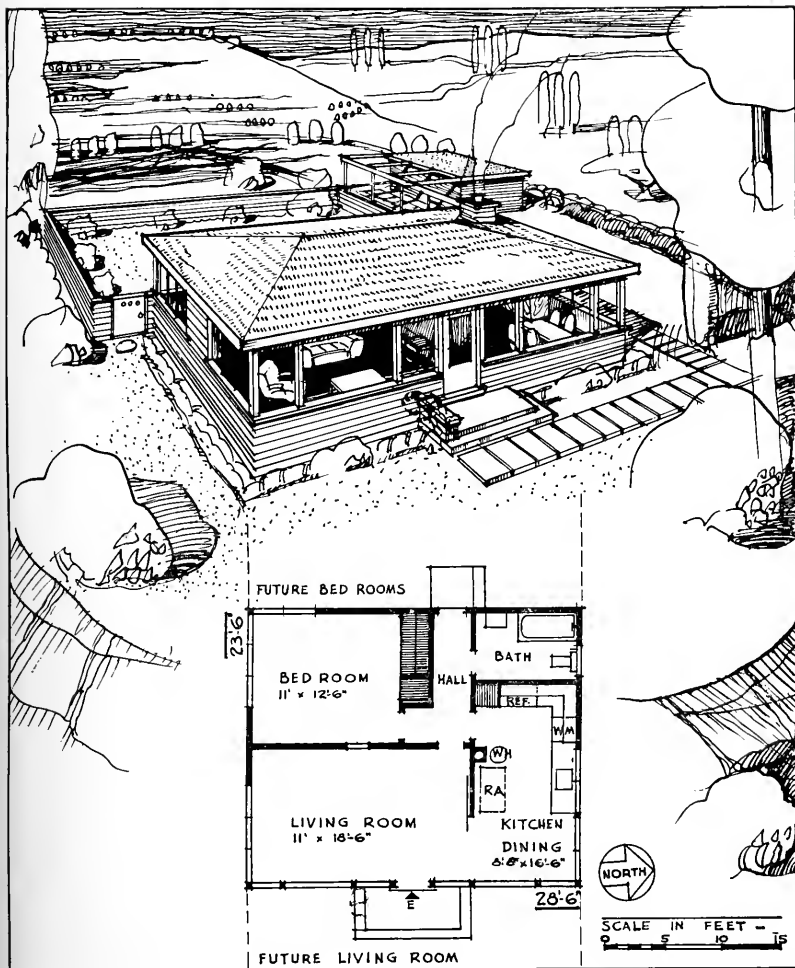 FUTURE BED ROOMS
23'-6"
BED ROOM
11' x 12'-6"
HALL
BATH
REF.
WM
WH
RA
LIVING ROOM
11' x 18'-6"
KITCHEN
DINING
8'-8" x 16'-6"
E
28'-6"
NORTH
SCALE IN FEET -
0 5 10 15
FUTURE LIVING ROOM